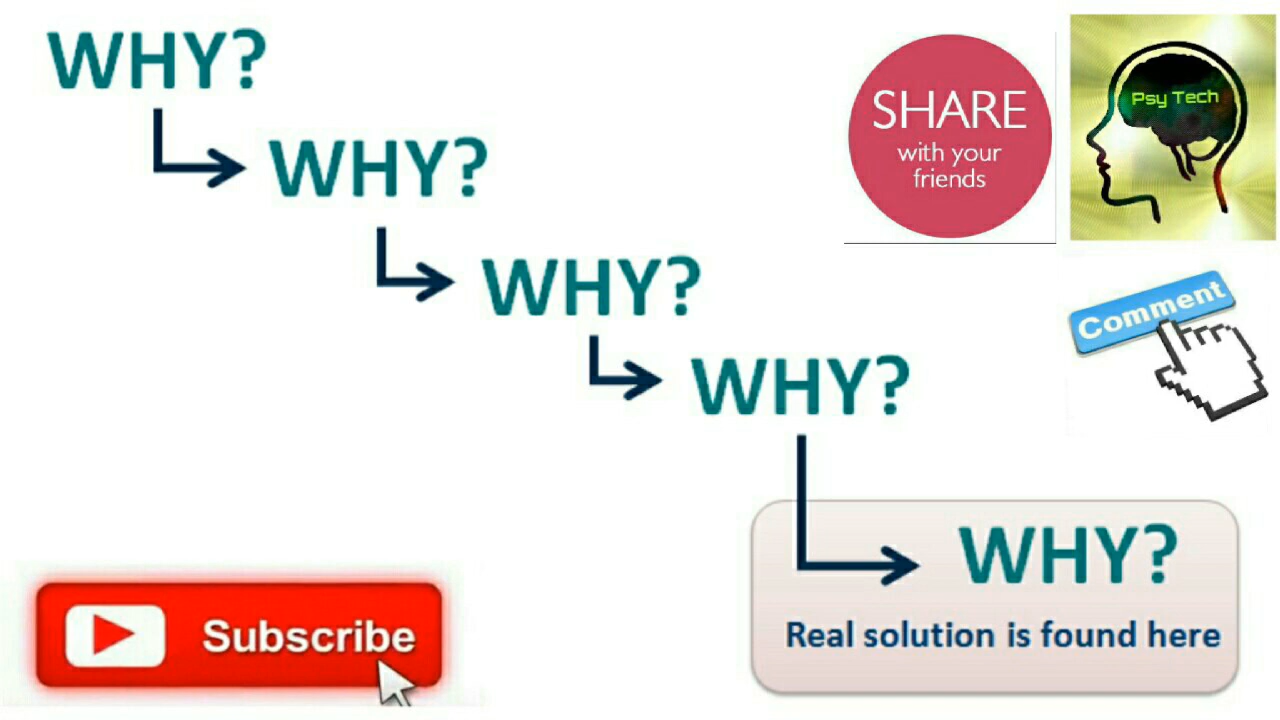 WHY?
WHY?
WHY?
WHY?
WHY?
Real solution is found here
SHARE
with your
friends
Psy Tech
Comment
Subscribe